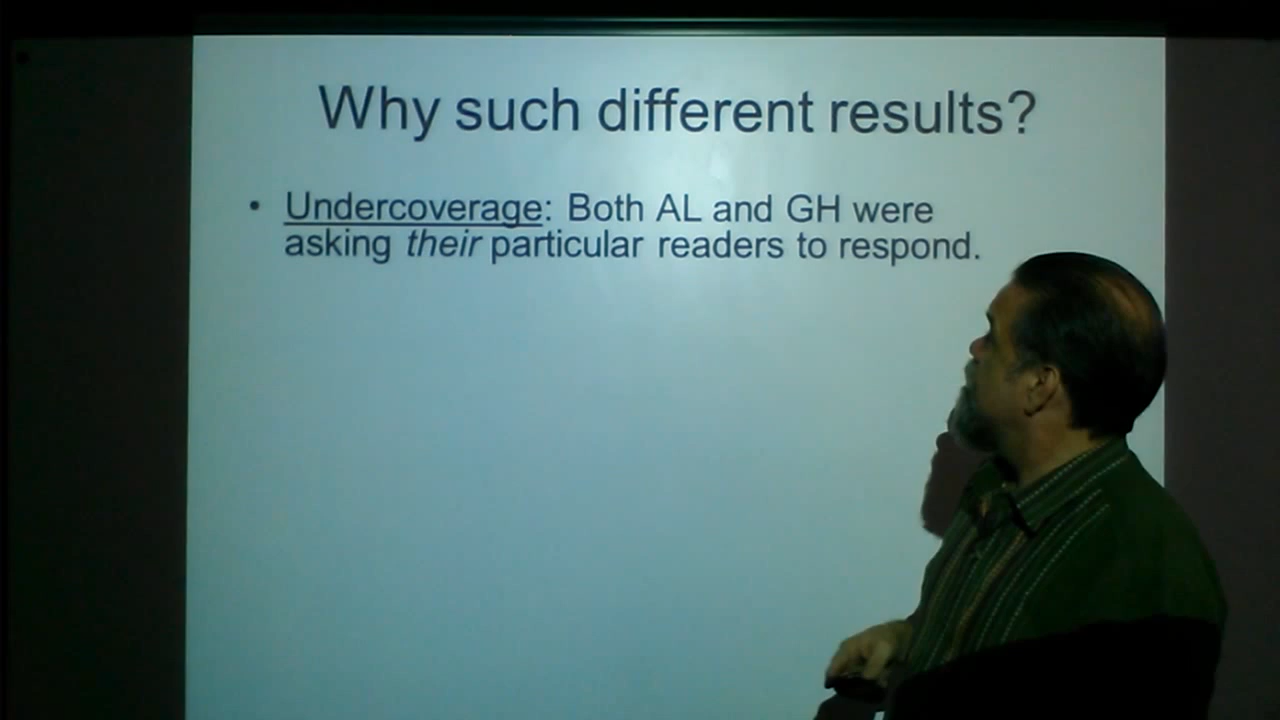 Why such different results?
• Undercoverage: Both AL and GH were
asking their particular readers to respond.